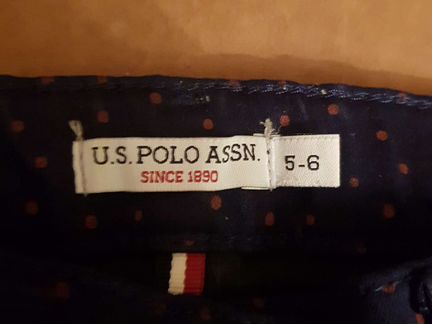 U.S. POLO ASSN.
SINCE 1890
5-6